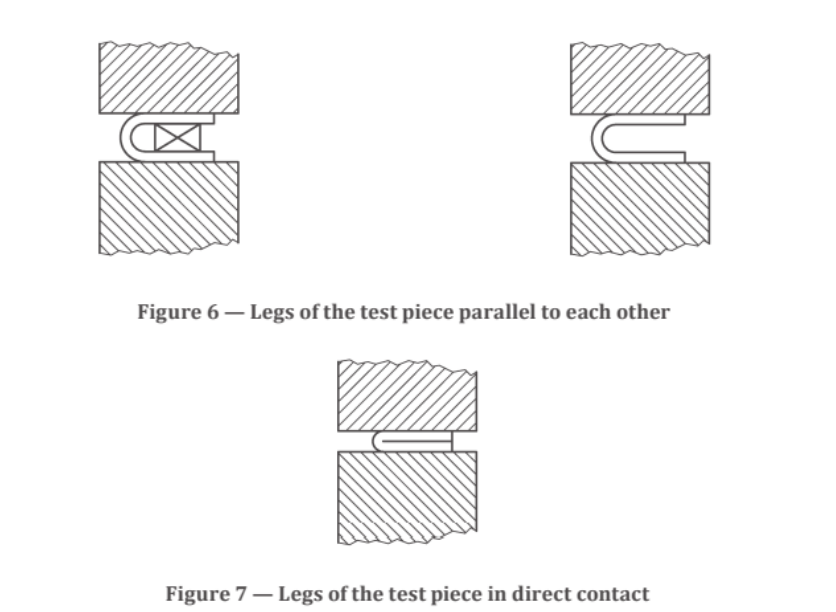 Figure 6 — Legs of the test piece parallel to each other
Figure 7 — Legs of the test piece in direct contact